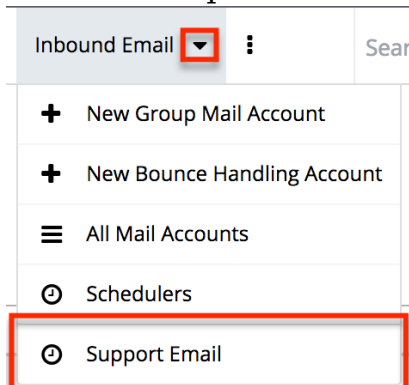 Inbound Email
Sear
New Group Mail Account
New Bounce Handling Account
All Mail Accounts
Schedulers
Support Email